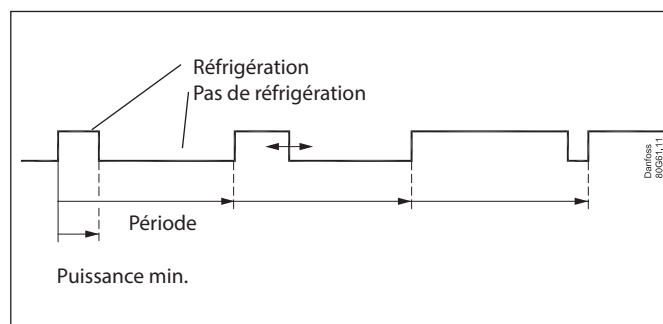 Réfrigération
Pas de réfrigération
Période
Puissance min.
Danfoss
80G61.11